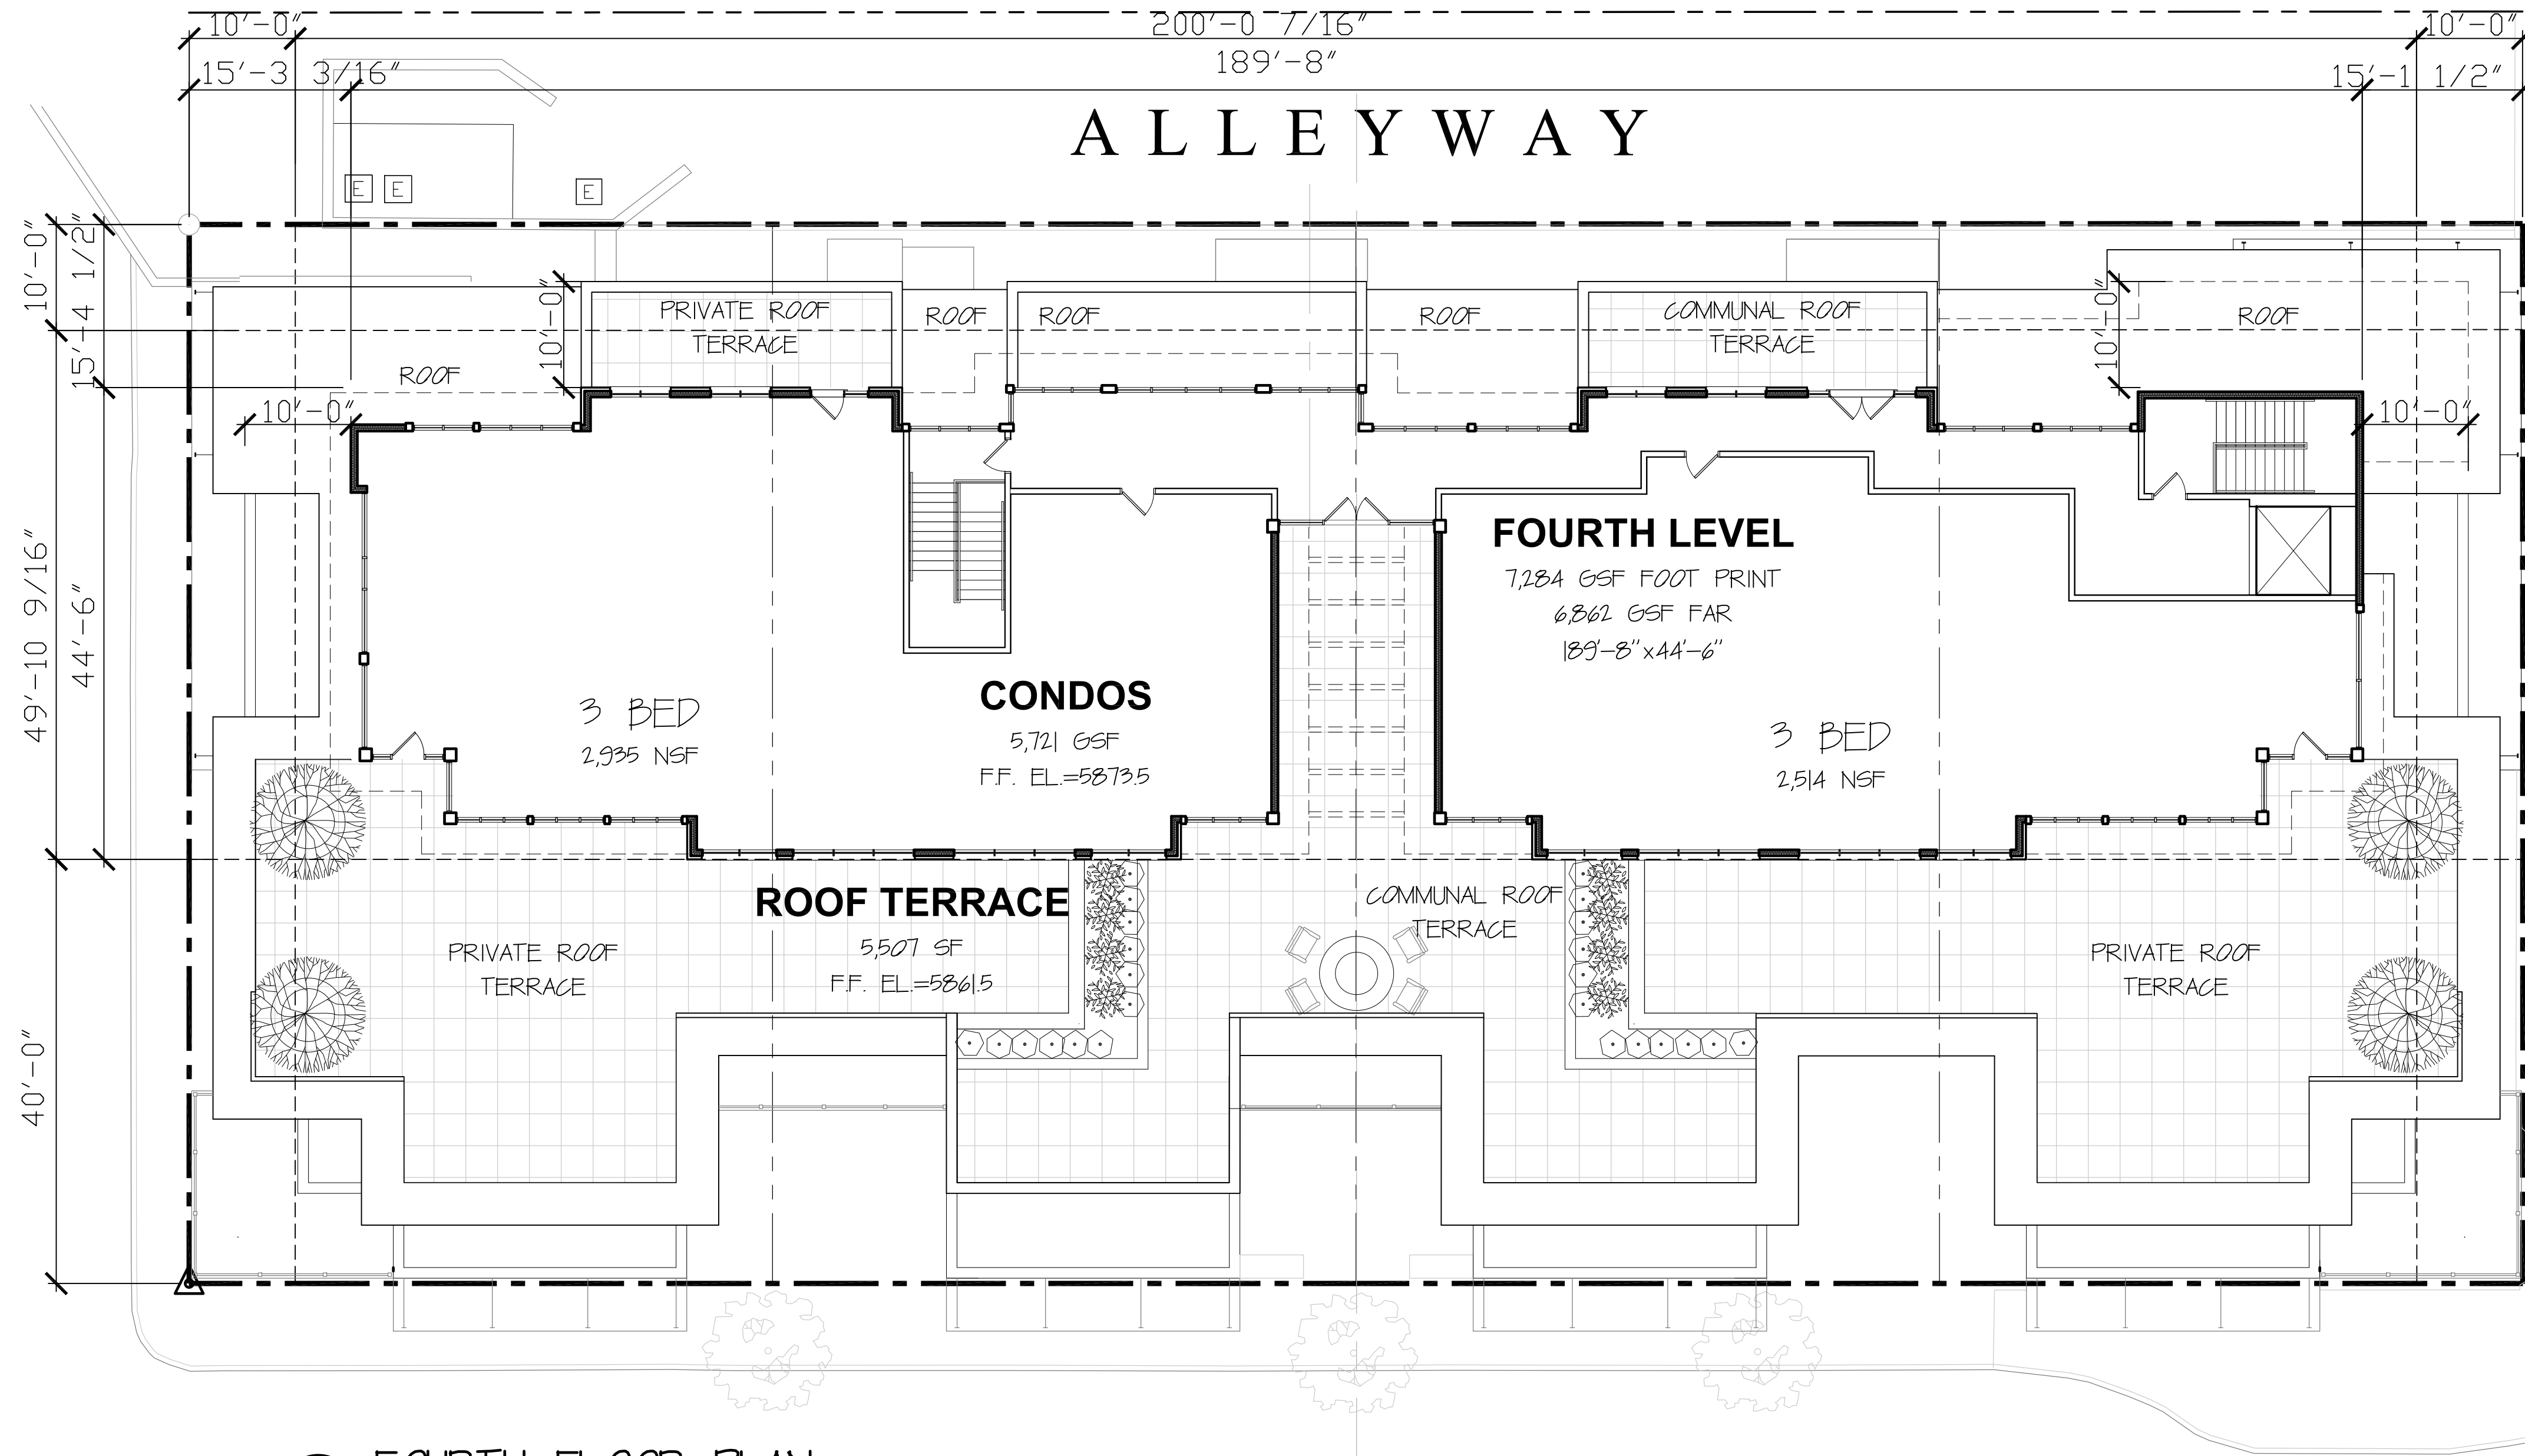 10'-0"
200'-0 7/16"
10'-0"
15'-3 3/16"
189'-8"
15'-1 1/2"
ALLEYWAY
E
E
E
10'-0"
15'-4 1/2"
10'-0"
PRIVATE ROOF
TERRACE
ROOF
ROOF
ROOF
COMMUNAL ROOF
TERRACE
10'-0"
ROOF
ROOF
10'-0"
10'-0"
49'-10 9/16"
44'-6"
FOURTH LEVEL
7,284 GSF FOOT PRINT
6,862 GSF FAR
189'-8"x44'-6"
3 BED
2,935 NSF
CONDOS
5,721 GSF
F.F. EL.=5873.5
3 BED
2,514 NSF
ROOF TERRACE
5,507 SF
F.F. EL.=5861.5
PRIVATE ROOF
TERRACE
COMMUNAL ROOF
TERRACE
PRIVATE ROOF
TERRACE
40'-0"
FOURTH FLOOR PLAN